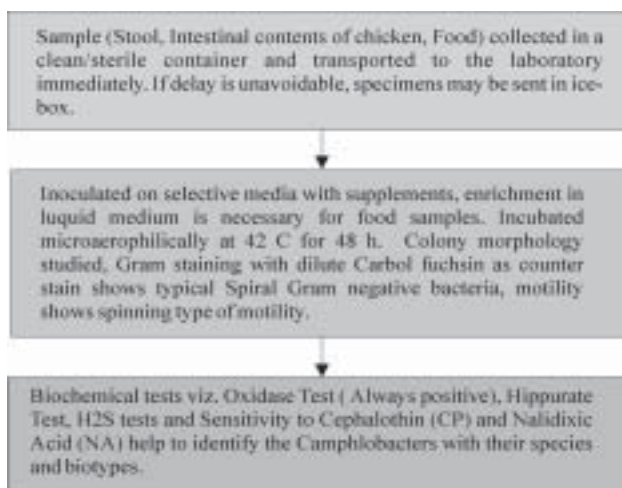 Sample (Stool, Intestinal contents of chicken, Food) collected in a
clean/sterile container and transported to the laboratory
immediately. If delay is unavoidable, specimens may be sent in ice-
box.
Inoculated on selective media with supplements, enrichment in
luquid medium is necessary for food samples. Incubated
microaerophilically at 42 C for 48 h. Colony morphology
studied, Gram staining with dilute Carbol fuchsin as counter
stain shows typical Spiral Gram negative bacteria, motility
shows spinning type of motility.
Biochemical tests viz. Oxidase Test ( Always positive), Hippurate
Test, H2S tests and Sensitivity to Cephalothin (CP) and Nalidixic
Acid (NA) help to identify the Camphlobacters with their species
and biotypes.